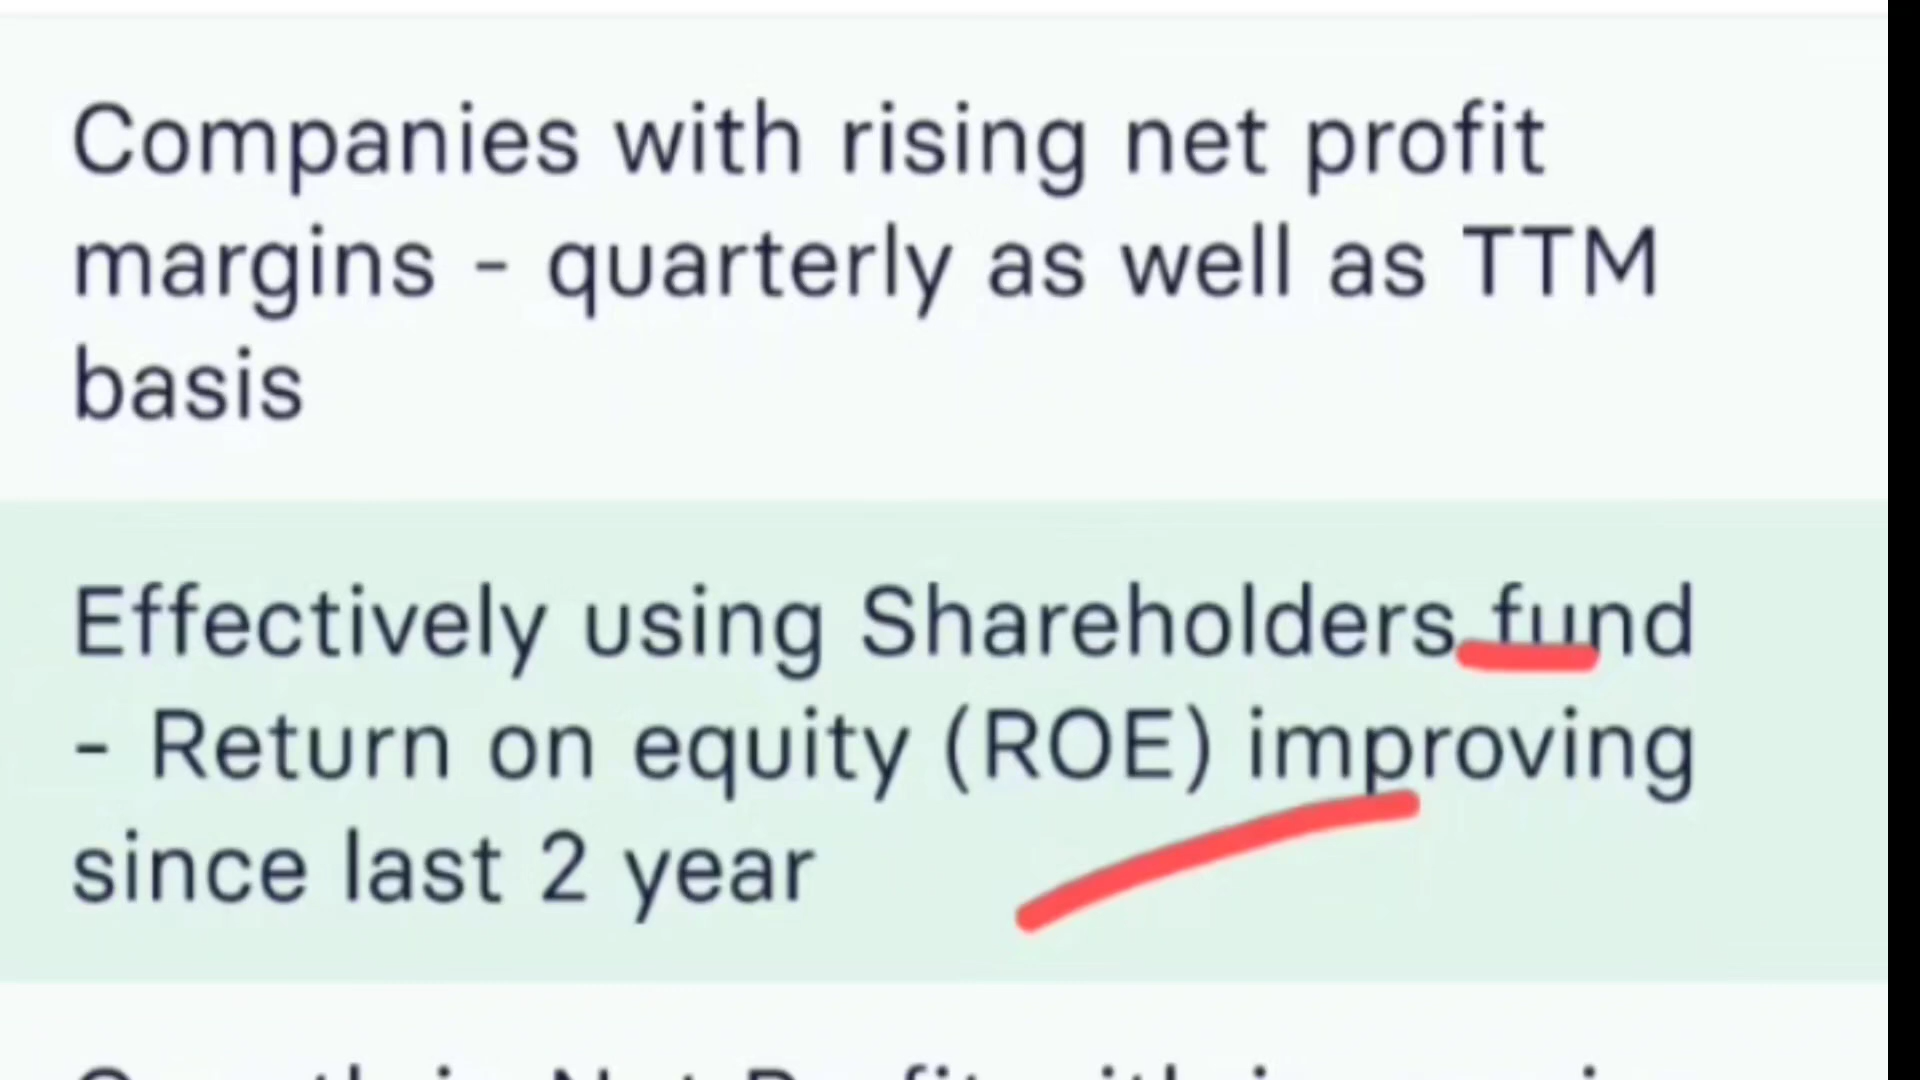 Companies with rising net profit
margins - quarterly as well as TTM
basis
Effectively using Shareholders fund
- Return on equity (ROE) improving
since last 2 year